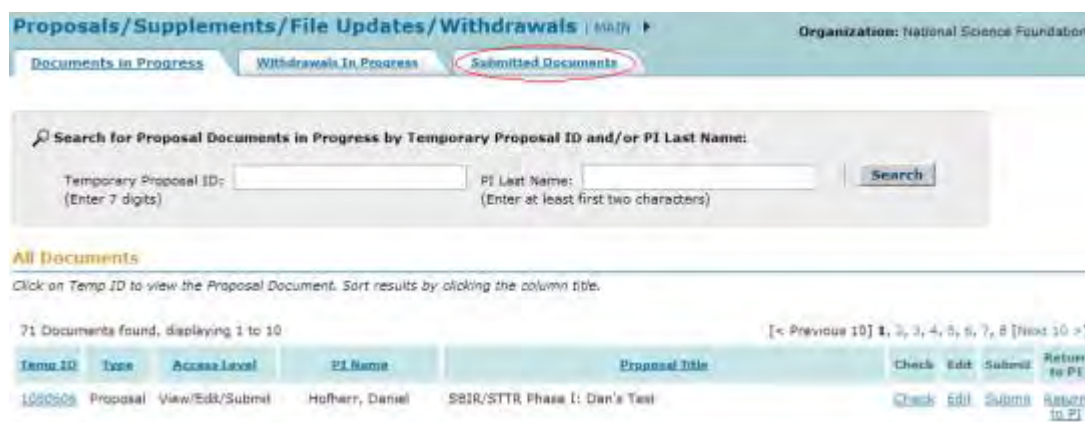 Proposals/Supplements/File Updates/Withdrawals | MAIN
Organization: National Science Foundation
Documents in Progress Withdrawals In Progress Submitted Documents
Search for Proposal Documents in Progress by Temporary Proposal ID and/or PI Last Name:
Temporary Proposal ID: PI Last Name: Search
(Enter 7 digits) (Enter at least first two characters)
All Documents
Click on Temp ID to view the Proposal Document. Sort results by clicking the column title.
71 Documents found, displaying 1 to 10 [< Previous 10] 1, 2, 3, 4, 5, 6, 7, 8 [Next 10 >]
Temp ID Type Access Level PI Name Proposal Title Check Edit Submit Return to PI
Proposal View/Edit/Submit Hofherr, Daniel SBIR/STTR Phase I: Dan's Test Check Edit Submit Return to PI